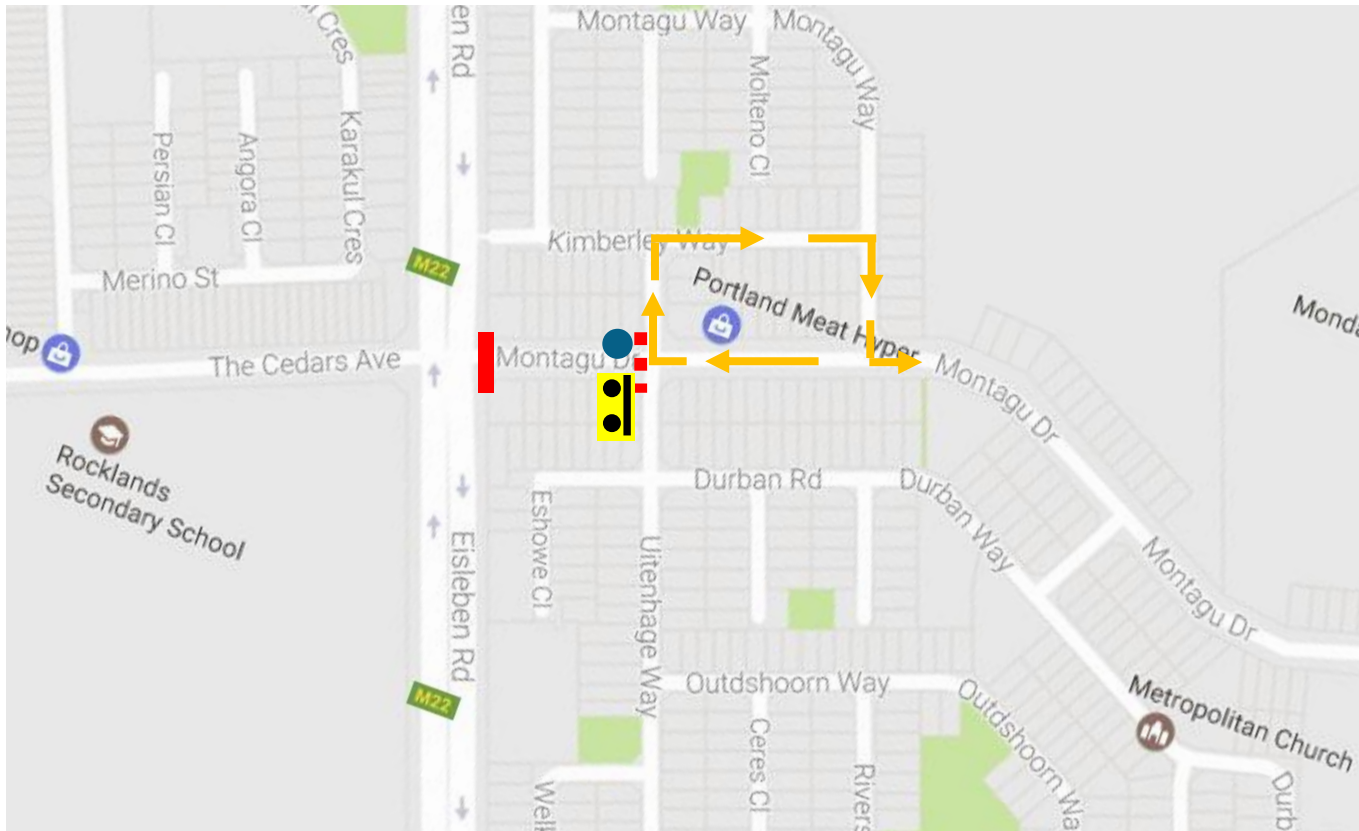 Montagu Way
Montagu Way
en Rd
Cres
Molteno Cl
Karakul Cres
Persian Cl
Angora Cl
Kimberley Way
M22
Merino St
Portland Meat Hyper
Monda
hop
The Cedars Ave
Montagu Dr
Montagu Dr
Rocklands
Secondary School
Durban Rd
Durban Way
Eshowe Cl
Eisleben Rd
Uitenhage Way
Montagu Dr
Outdshoorn Way
Outdshoorn Wa
M22
Metropolitan Church
Ceres Cl
Rivers
Well
Durb